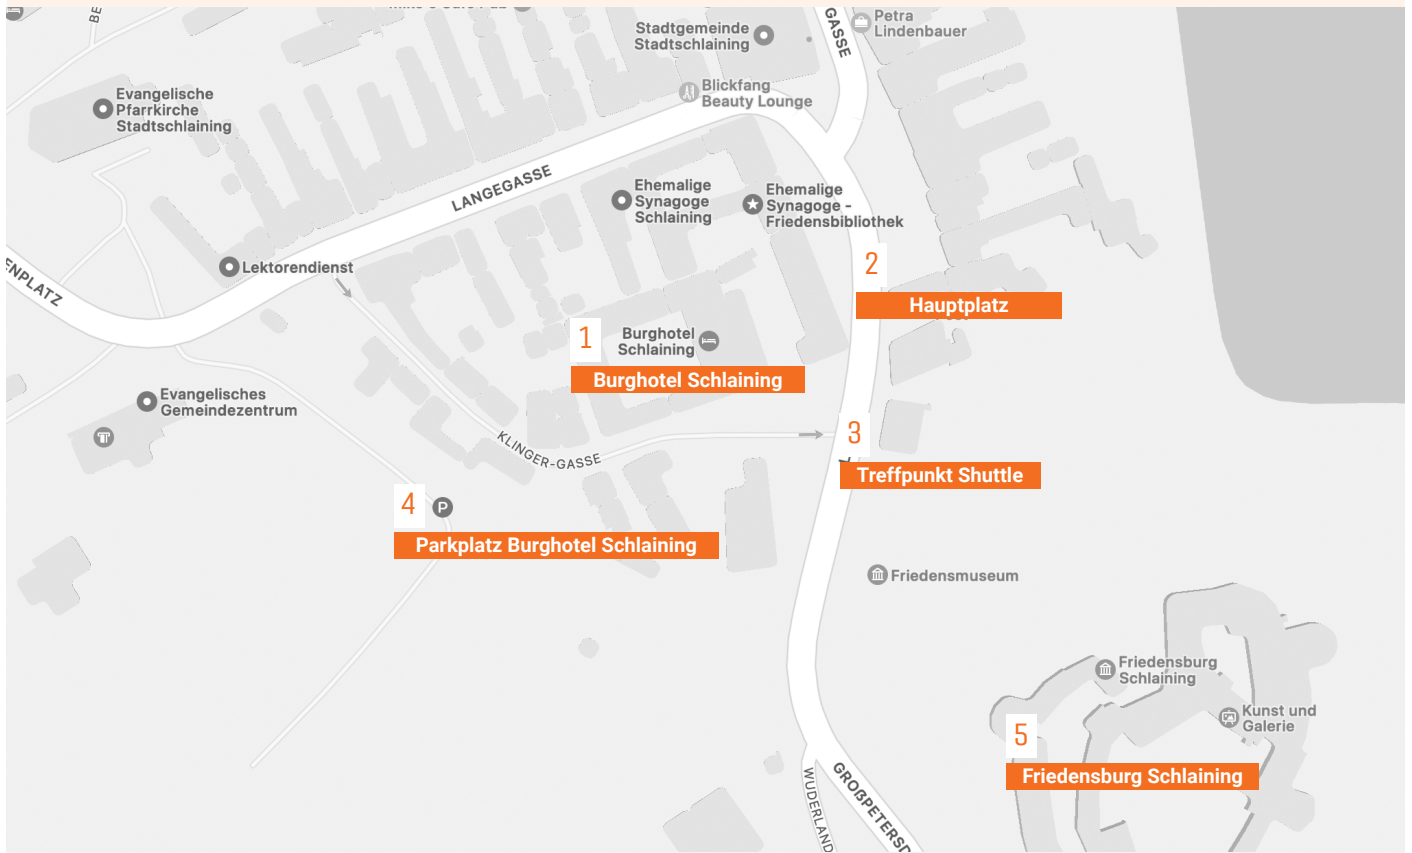 GASSE
Petra
Lindenbauer
Stadtgemeinde
Stadtschlaining
Blickfang
Beauty Lounge
Evangelische
Pfarrkirche
Stadtschlaining
LANGEGASSE
Ehemalige
Synagoge
Schlaining
Ehemalige
Synagoge -
Friedensbibliothek
Lektorendienst
2
Hauptplatz
1
Burghotel
Schlaining
Burghotel Schlaining
Evangelisches
Gemeindezentrum
KLINGER-GASSE
3
Treffpunkt Shuttle
4
P
Parkplatz Burghotel Schlaining
Friedensmuseum
Friedensburg
Schlaining
Kunst und
Galerie
5
Friedensburg Schlaining
WUDERLAND
GROẞPETERSD